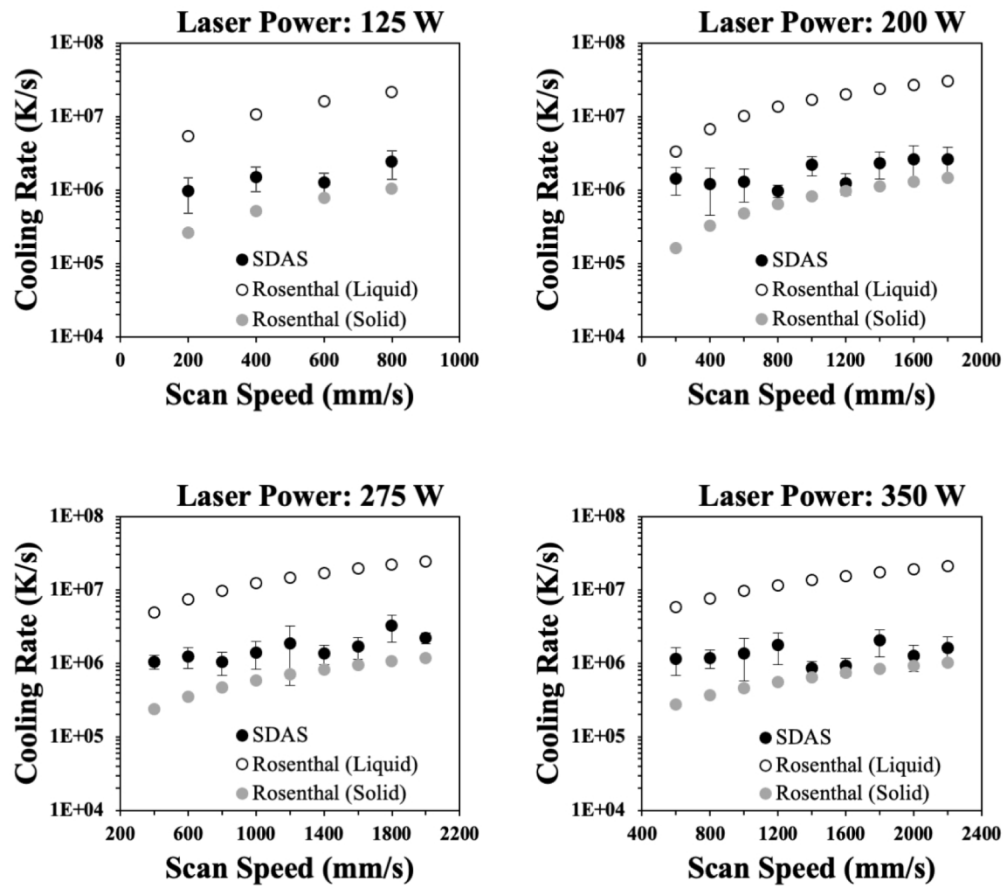 Laser Power: 125 W
Cooling Rate (K/s)
1E+08
1E+07
1E+06
1E+05
1E+04
SDAS
Rosenthal (Liquid)
Rosenthal (Solid)
0 200 400 600 800 1000
Scan Speed (mm/s)
Laser Power: 200 W
Cooling Rate (K/s)
1E+08
1E+07
1E+06
1E+05
1E+04
SDAS
Rosenthal (Liquid)
Rosenthal (Solid)
0 400 800 1200 1600 2000
Scan Speed (mm/s)
Laser Power: 275 W
Cooling Rate (K/s)
1E+08
1E+07
1E+06
1E+05
1E+04
SDAS
Rosenthal (Liquid)
Rosenthal (Solid)
200 600 1000 1400 1800 2200
Scan Speed (mm/s)
Laser Power: 350 W
Cooling Rate (K/s)
1E+08
1E+07
1E+06
1E+05
1E+04
SDAS
Rosenthal (Liquid)
Rosenthal (Solid)
400 800 1200 1600 2000 2400
Scan Speed (mm/s)